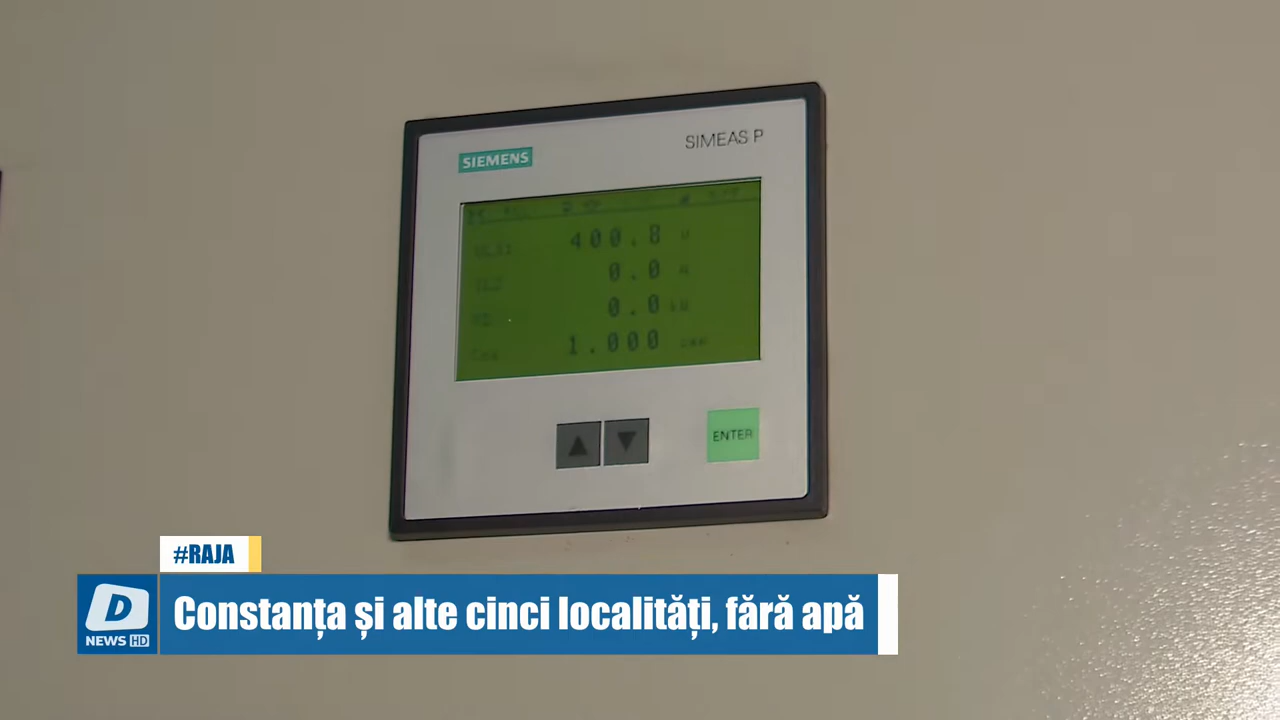 SIMEAS P
SIEMENS
400.8
0.0
0.0
1.000
ENTER
#RAJA
D
NEWS HD
Constanța și alte cinci localități, fără apă